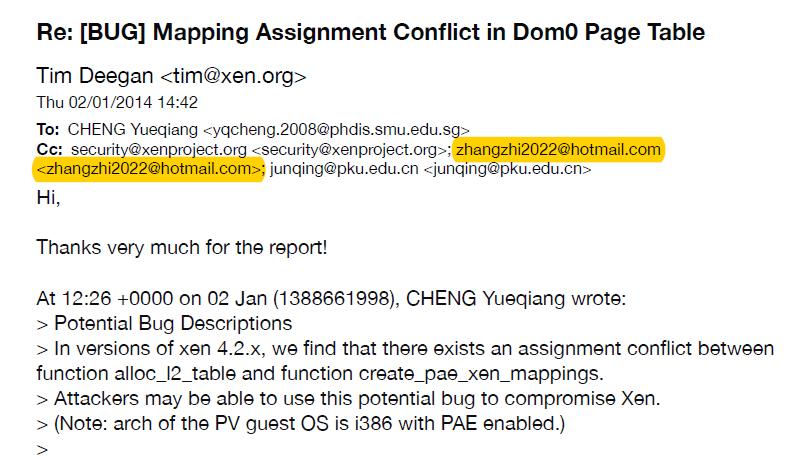 Re: [BUG] Mapping Assignment Conflict in Dom0 Page Table
Tim Deegan <tim@xen.org>
Thu 02/01/2014 14:42
To: CHENG Yueqiang <yqcheng.2008@phdis.smu.edu.sg>
Cc: security@xenproject.org <security@xenproject.org>; zhangzhi2022@hotmail.com
<zhangzhi2022@hotmail.com>; junqing@pku.edu.cn <junqing@pku.edu.cn>
Hi,
Thanks very much for the report!
At 12:26 +0000 on 02 Jan (1388661998), CHENG Yueqiang wrote:
> Potential Bug Descriptions
> In versions of xen 4.2.x, we find that there exists an assignment conflict between
function alloc_l2_table and function create_pae_xen_mappings.
> Attackers may be able to use this potential bug to compromise Xen.
> (Note: arch of the PV guest OS is i386 with PAE enabled.)
>